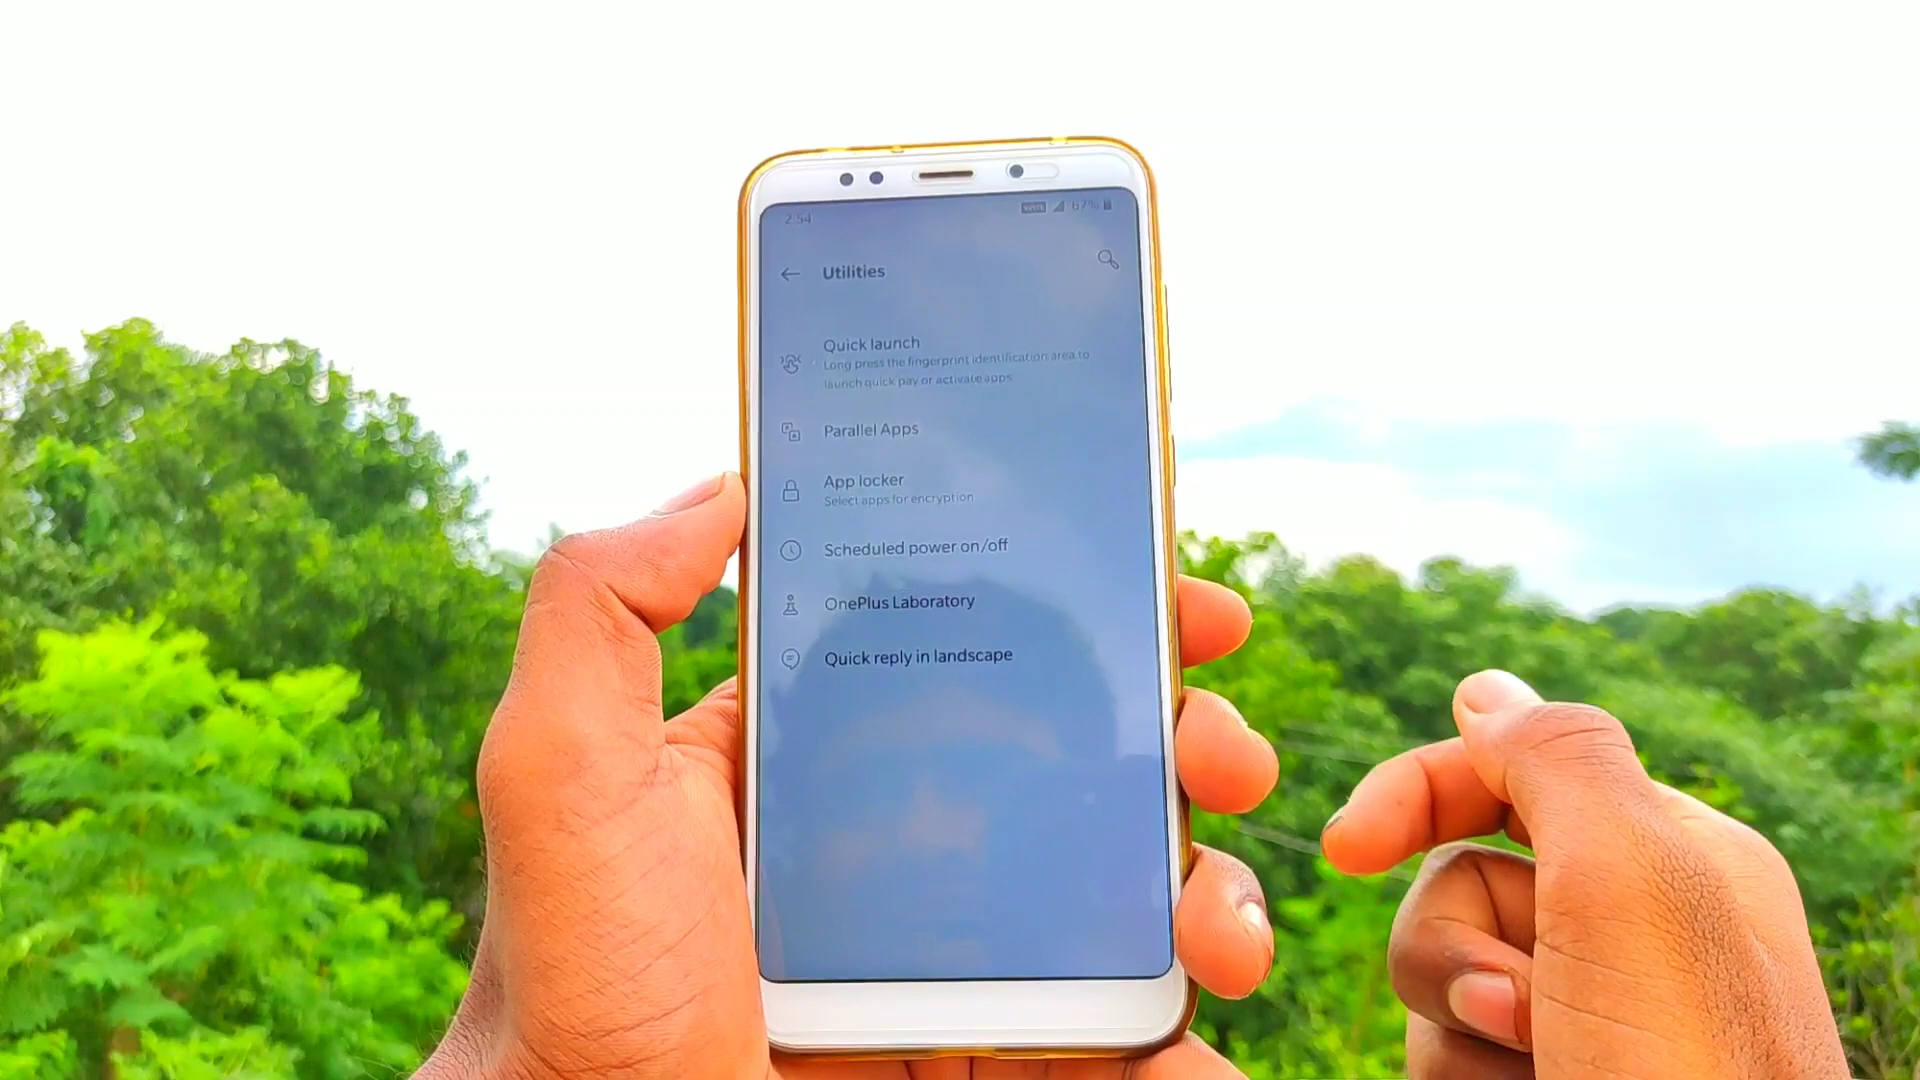 2:54
67%
Utilities
Quick launch
Long press the fingerprint identification area to
launch quick pay or activate apps
Parallel Apps
App locker
Select apps for encryption
Scheduled power on/off
OnePlus Laboratory
Quick reply in landscape